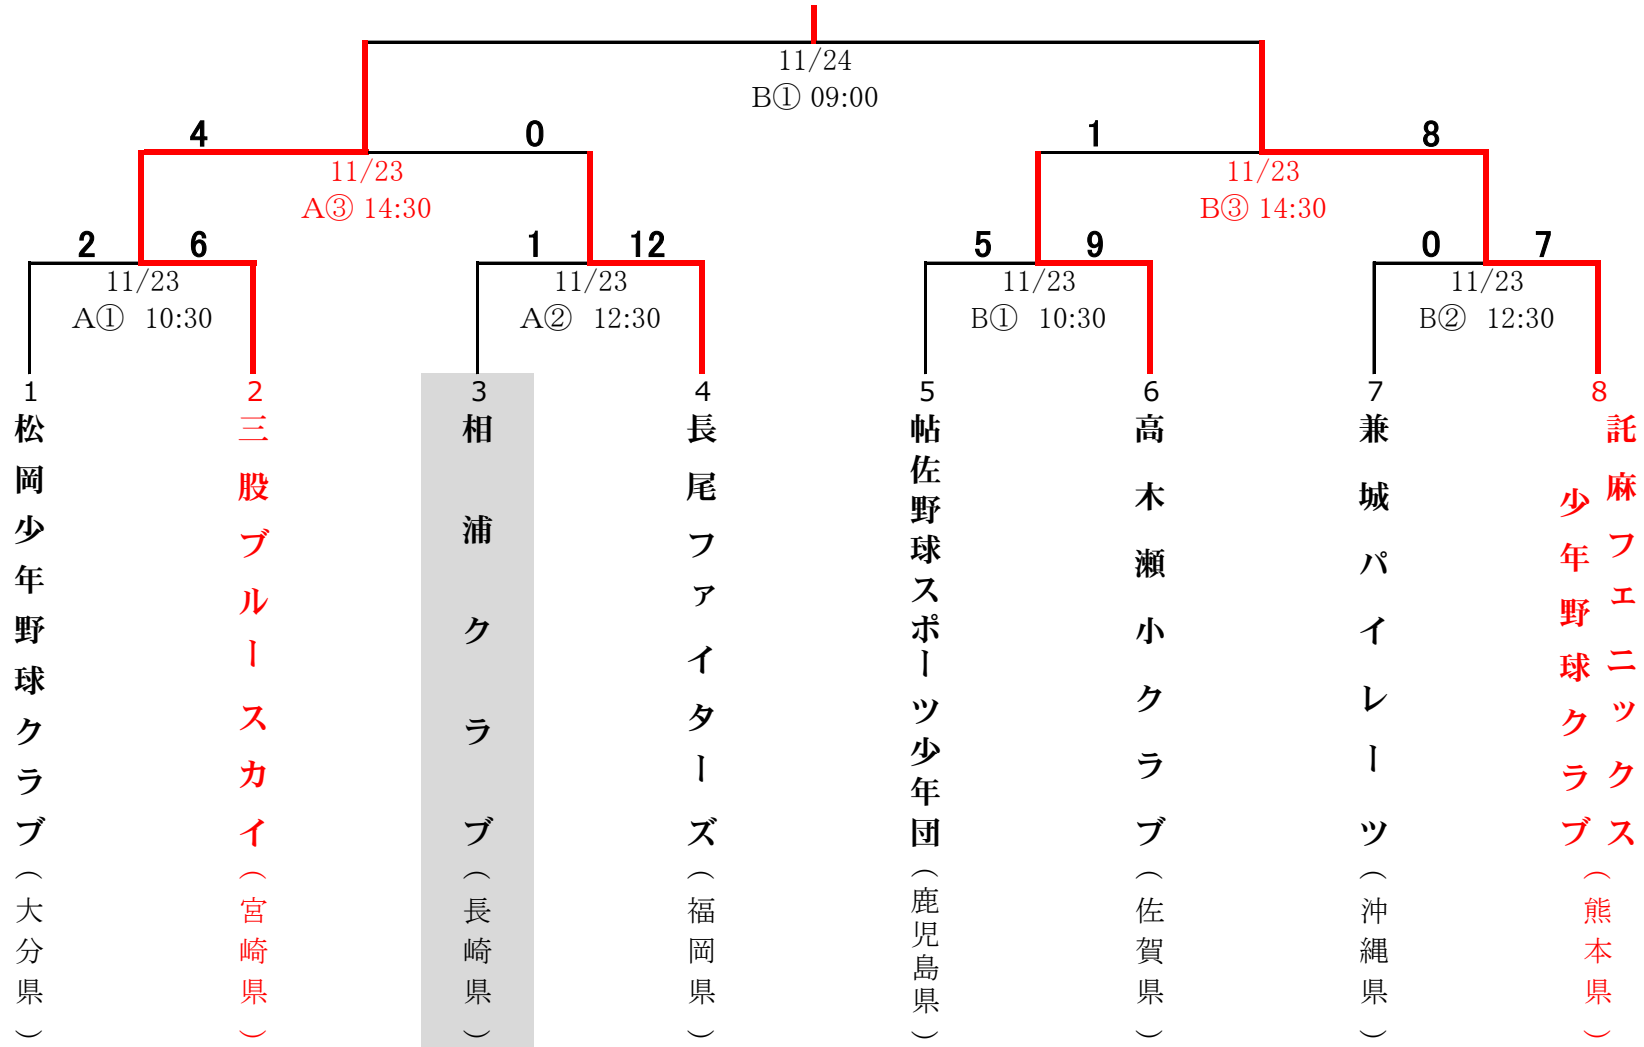 11/24
B① 09:00
4
0
1
8
11/23
A③ 14:30
11/23
B③ 14:30
2
6
1
12
5
9
0
7
11/23
A① 10:30
11/23
A② 12:30
11/23
B① 10:30
11/23
B② 12:30
1
松岡少年野球クラブ(大分県)
2
三股ブルースカイ(宮崎県)
3
相浦クラブ(長崎県)
4
長尾ファイターズ(福岡県)
5
帖佐野球スポーツ少年団(鹿児島県)
6
高木瀬小クラブ(佐賀県)
7
兼城パイレーツ(沖縄県)
8
託麻フェニックス
少年野球クラブ
(熊本県)